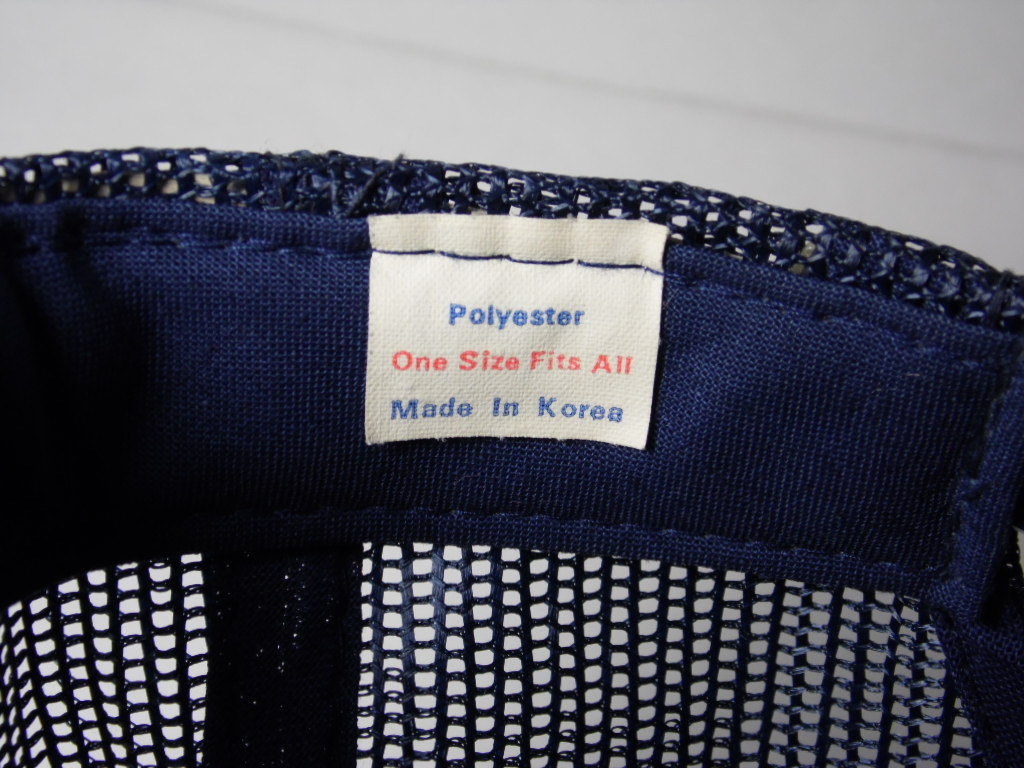 Polyester
One Size Fits All
Made In Korea